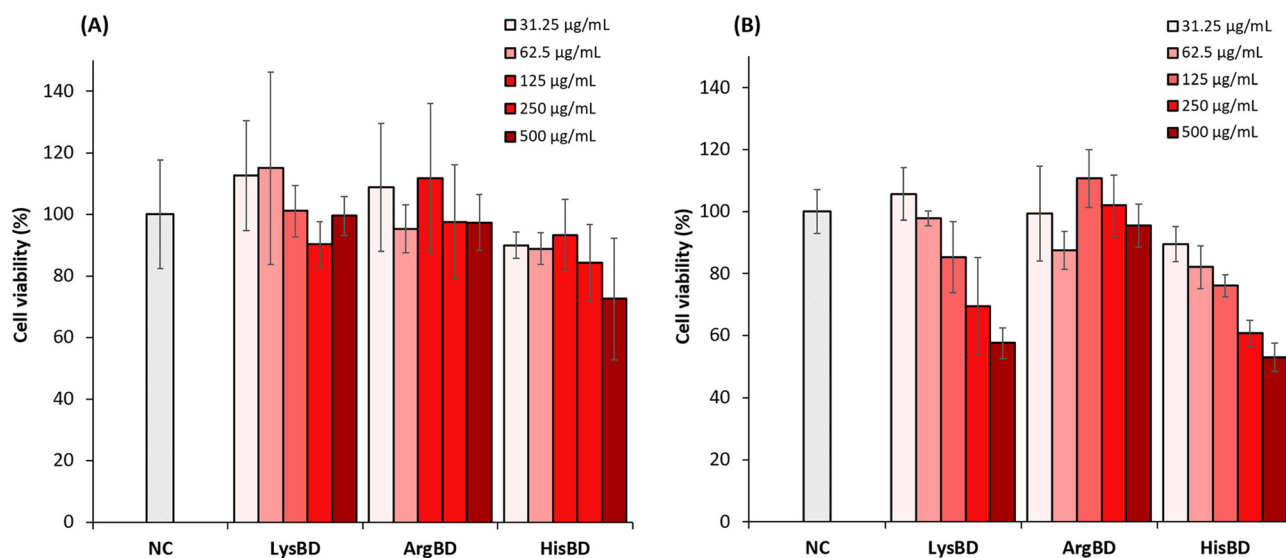 (A)
31.25 µg/mL
62.5 µg/mL
125 µg/mL
250 µg/mL
500 µg/mL
Cell viability (%)
140
120
100
80
60
40
20
0
NC LysBD ArgBD HisBD
(B)
31.25 µg/mL
62.5 µg/mL
125 µg/mL
250 µg/mL
500 µg/mL
Cell viability (%)
140
120
100
80
60
40
20
0
NC LysBD ArgBD HisBD